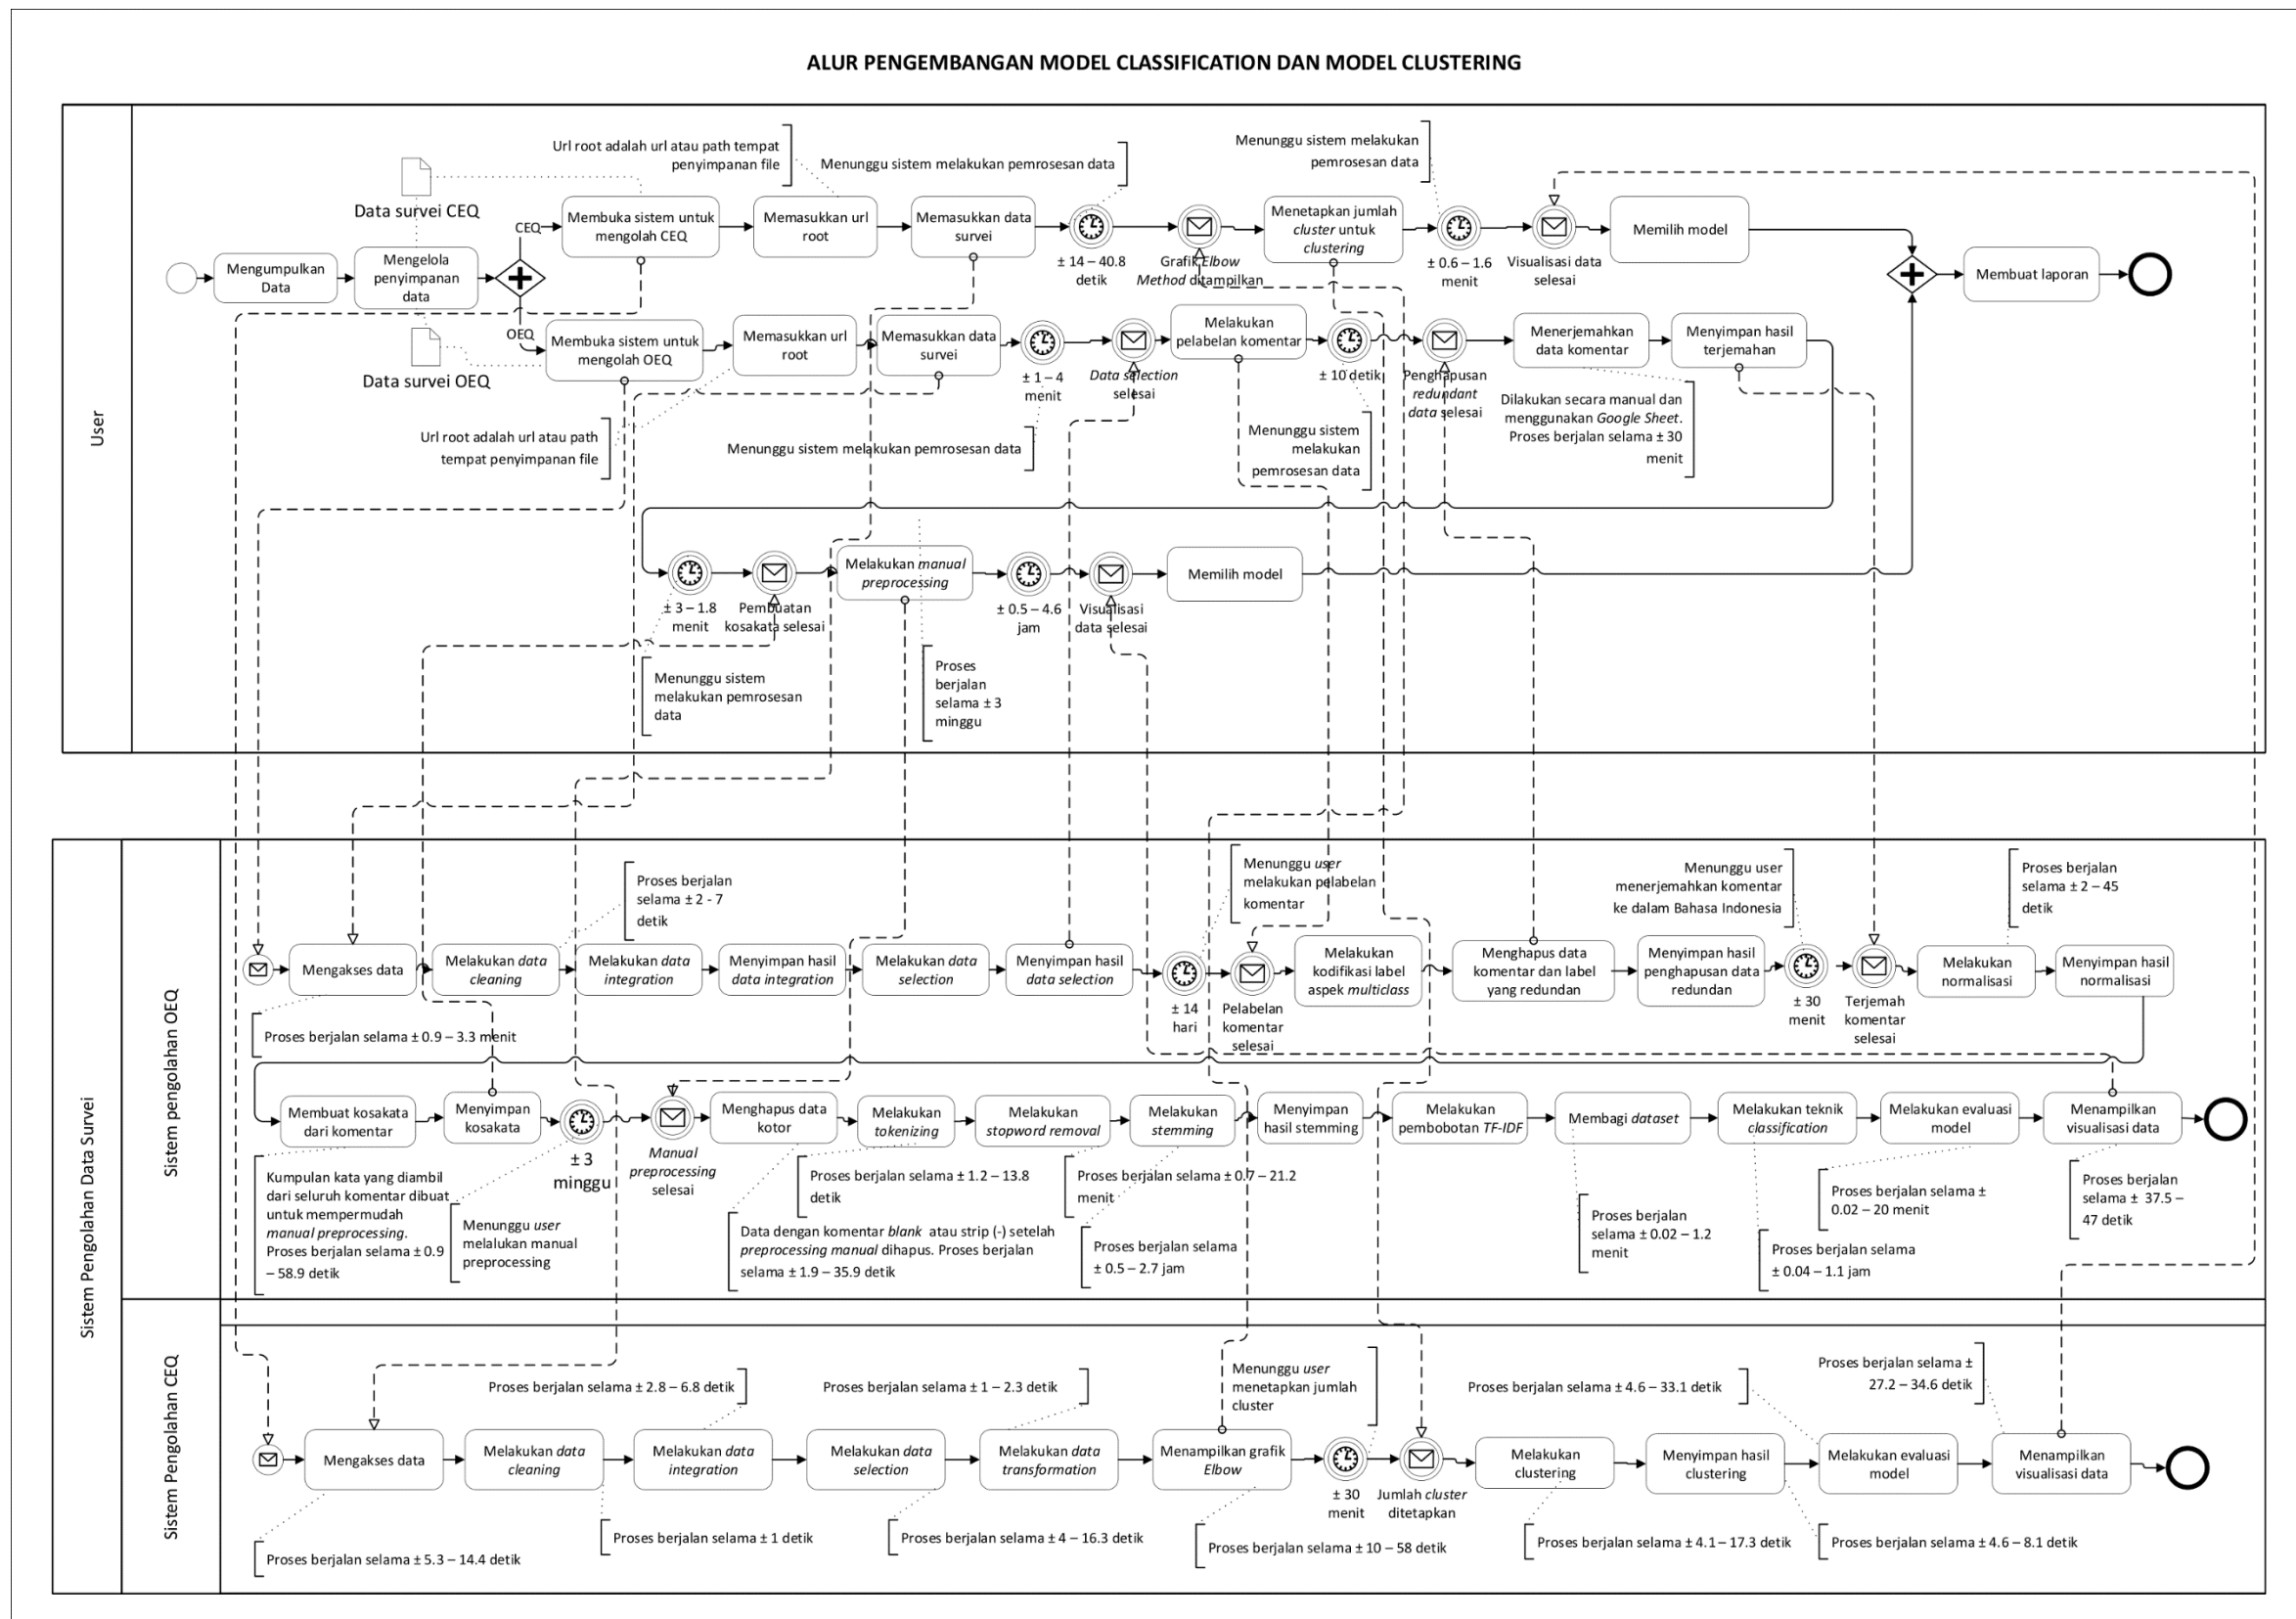 ALUR PENGEMBANGAN MODEL CLASSIFICATION DAN MODEL CLUSTERING
User
Url root adalah url atau path tempat
penyimpanan file
Menunggu sistem melakukan pemrosesan data
Menunggu sistem melakukan
pemrosesan data
Data survei CEQ
CEQ
Membuka sistem untuk
mengolah CEQ
Memasukkan url
root
Memasukkan data
survei
± 14 – 40.8
detik
Grafik Elbow
Method ditampilkan
Menetapkan jumlah
cluster untuk
clustering
± 0.6 – 1.6
menit
Visualisasi data
selesai
Memilih model
Mengumpulkan
Data
Mengelola
penyimpanan
data
Membuat laporan
Data survei OEQ
OEQ
Membuka sistem untuk
mengolah OEQ
Memasukkan url
root
Memasukkan data
survei
± 1 – 4
menit
Data selection
selesai
Melakukan
pelabelan komentar
± 10 detik
Penghapusan
redundant
data selesai
Menerjemahkan
data komentar
Menyimpan hasil
terjemahan
Url root adalah url atau path
tempat penyimpanan file
Menunggu sistem melakukan pemrosesan data
Menunggu sistem
melakukan
pemrosesan data
Dilakukan secara manual dan
menggunakan Google Sheet.
Proses berjalan selama ± 30
menit
± 3 – 1.8
menit
Pembuatan
kosakata selesai
Melakukan manual
preprocessing
± 0.5 – 4.6
jam
Visualisasi
data selesai
Memilih model
Menunggu sistem
melakukan pemrosesan
data
Proses
berjalan
selama ± 3
minggu
Sistem Pengolahan Data Survei
Sistem pengolahan OEQ
Proses berjalan
selama ± 2 - 7
detik
Menunggu user
melakukan pelabelan
komentar
Menunggu user
menerjemahkan komentar
ke dalam Bahasa Indonesia
Proses berjalan
selama ± 2 – 45
detik
Mengakses data
Melakukan data
cleaning
Melakukan data
integration
Menyimpan hasil
data integration
Melakukan data
selection
Menyimpan hasil
data selection
± 14
hari
Pelabelan
komentar
selesai
Melakukan
kodifikasi label
aspek multiclass
Menghapus data
komentar dan label
yang redundan
Menyimpan hasil
penghapusan data
redundan
± 30
menit
Terjemah
komentar
selesai
Melakukan
normalisasi
Menyimpan hasil
normalisasi
Proses berjalan selama ± 0.9 – 3.3 menit
Membuat kosakata
dari komentar
Menyimpan
kosakata
± 3
minggu
Manual
preprocessing
selesai
Menghapus data
kotor
Melakukan
tokenizing
Melakukan
stopword removal
Melakukan
stemming
Menyimpan
hasil stemming
Melakukan
pembobotan TF-IDF
Membagi dataset
Melakukan teknik
classification
Melakukan evaluasi
model
Menampilkan
visualisasi data
Kumpulan kata yang diambil
dari seluruh komentar dibuat
untuk mempermudah
manual preprocessing.
Proses berjalan selama ± 0.9
– 58.9 detik
Menunggu user
melalukan manual
preprocessing
Proses berjalan selama ± 1.2 – 13.8
detik
Data dengan komentar blank atau strip (-) setelah
preprocessing manual dihapus. Proses berjalan
selama ± 1.9 – 35.9 detik
Proses berjalan selama ± 0.7 – 21.2
menit
Proses berjalan selama
± 0.5 – 2.7 jam
Proses berjalan
selama ± 0.02 – 1.2
menit
Proses berjalan selama
± 0.04 – 1.1 jam
Proses berjalan selama ±
0.02 – 20 menit
Proses berjalan
selama ± 37.5 –
47 detik
Sistem Pengolahan CEQ
Proses berjalan selama ± 2.8 – 6.8 detik
Proses berjalan selama ± 1 – 2.3 detik
Menunggu user
menetapkan jumlah
cluster
Proses berjalan selama ± 4.6 – 33.1 detik
Proses berjalan selama ±
27.2 – 34.6 detik
Mengakses data
Melakukan data
cleaning
Melakukan data
integration
Melakukan data
selection
Melakukan data
transformation
Menampilkan grafik
Elbow
± 30
menit
Jumlah cluster
ditetapkan
Melakukan
clustering
Menyimpan hasil
clustering
Melakukan evaluasi
model
Menampilkan
visualisasi data
Proses berjalan selama ± 5.3 – 14.4 detik
Proses berjalan selama ± 1 detik
Proses berjalan selama ± 4 – 16.3 detik
Proses berjalan selama ± 10 – 58 detik
Proses berjalan selama ± 4.1 – 17.3 detik
Proses berjalan selama ± 4.6 – 8.1 detik